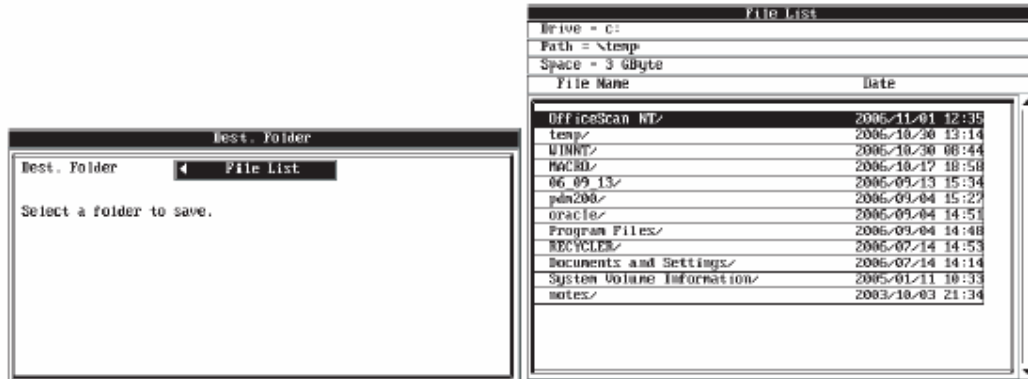 Dest. Folder
Dest. Folder
File List
Select a folder to save.
File List
Drive = c:
Path = \temp
Space = 3 GByte
File Name Date
OfficeScan NT/ 2006/11/01 12:35
temp/ 2006/10/30 13:14
WINNT/ 2006/10/30 08:44
MACRO/ 2006/10/17 18:58
06_09_13/ 2006/09/13 15:34
pdm200/ 2006/09/04 15:27
oracle/ 2006/09/04 14:51
Program Files/ 2006/09/04 14:48
RECYCLER/ 2006/07/14 14:53
Documents and Settings/ 2006/07/14 14:14
System Volume Information/ 2005/01/11 10:33
notes/ 2003/10/03 21:34